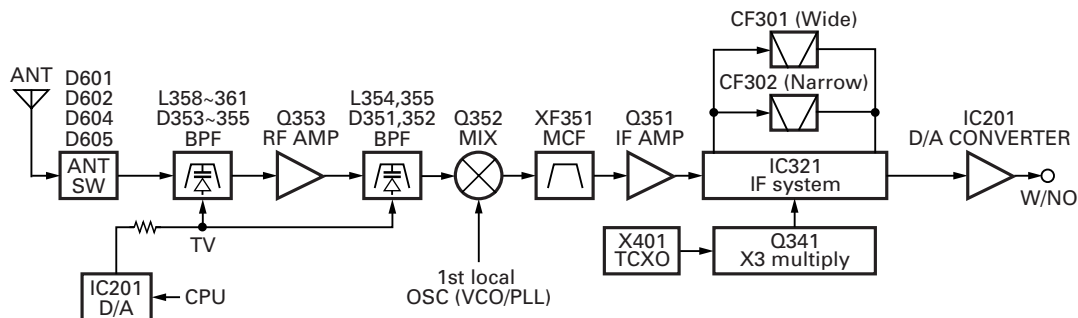 CF301 (Wide)
CF302 (Narrow)
ANT
D601
D602
D604
D605
ANT
SW
L358~361
D353~355
BPF
Q353
RF AMP
L354,355
D351,352
BPF
Q352
MIX
XF351
MCF
Q351
IF AMP
IC321
IF system
IC201
D/A CONVERTER
W/NO
TV
X401
TCXO
Q341
X3 multiply
1st local
OSC (VCO/PLL)
IC201
D/A
CPU